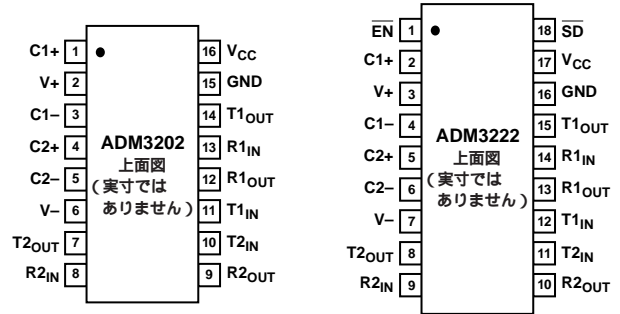 C1+ 1 16 VCC
V+ 2 15 GND
C1– 3 14 T1OUT
C2+ 4 13 R1IN
C2– 5 12 R1OUT
V– 6 11 T1IN
T2OUT 7 10 T2IN
R2IN 8 9 R2OUT
ADM3202
上面図
(実寸では
ありません)
EN 1 18 SD
C1+ 2 17 VCC
V+ 3 16 GND
C1– 4 15 T1OUT
C2+ 5 14 R1IN
C2– 6 13 R1OUT
V– 7 12 T1IN
T2OUT 8 11 T2IN
R2IN 9 10 R2OUT
ADM3222
上面図
(実寸では
ありません)